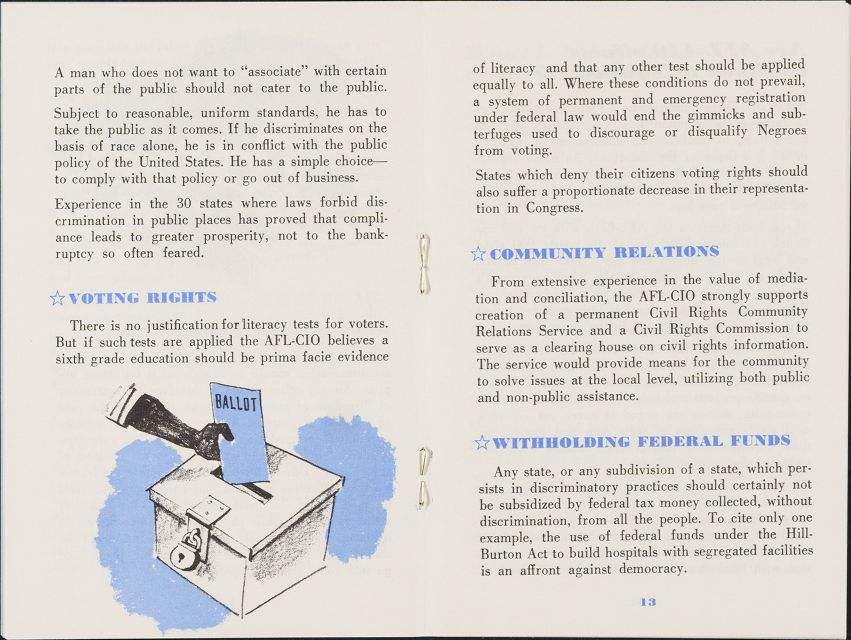 A man who does not want to “associate” with certain
parts of the public should not cater to the public.
Subject to reasonable, uniform standards, he has to
take the public as it comes. If he discriminates on the
basis of race alone, he is in conflict with the public
policy of the United States. He has a simple choice—
to comply with that policy or go out of business.
Experience in the 30 states where laws forbid dis-
crimination in public places has proved that compli-
ance leads to greater prosperity, not to the bank-
ruptcy so often feared.
☆ VOTING RIGHTS
There is no justification for literacy tests for voters.
But if such tests are applied the AFL-CIO believes a
sixth grade education should be prima facie evidence
BALLOT
of literacy and that any other test should be applied
equally to all. Where these conditions do not prevail,
a system of permanent and emergency registration
under federal law would end the gimmicks and sub-
terfuges used to discourage or disqualify Negroes
from voting.
States which deny their citizens voting rights should
also suffer a proportionate decrease in their representa-
tion in Congress.
☆ COMMUNITY RELATIONS
From extensive experience in the value of media-
tion and conciliation, the AFL-CIO strongly supports
creation of a permanent Civil Rights Community
Relations Service and a Civil Rights Commission to
serve as a clearing house on civil rights information.
The service would provide means for the community
to solve issues at the local level, utilizing both public
and non-public assistance.
☆ WITHHOLDING FEDERAL FUNDS
Any state, or any subdivision of a state, which per-
sists in discriminatory practices should certainly not
be subsidized by federal tax money collected, without
discrimination, from all the people. To cite only one
example, the use of federal funds under the Hill-
Burton Act to build hospitals with segregated facilities
is an affront against democracy.
13